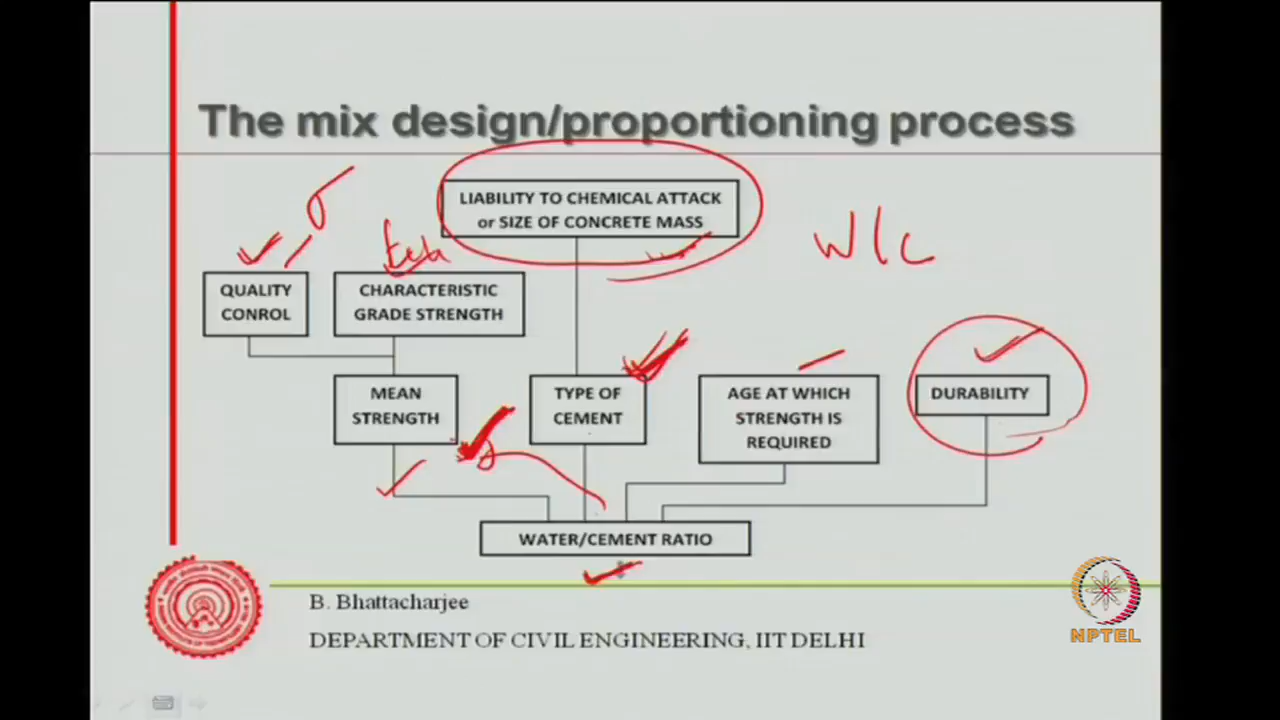 The mix design/proportioning process
LIABILITY TO CHEMICAL ATTACK
or SIZE OF CONCRETE MASS
σ
fck
W/C
QUALITY
CONROL
CHARACTERISTIC
GRADE STRENGTH
MEAN
STRENGTH
TYPE OF
CEMENT
AGE AT WHICH
STRENGTH IS
REQUIRED
DURABILITY
WATER/CEMENT RATIO
B. Bhattacharjee
DEPARTMENT OF CIVIL ENGINEERING, IIT DELHI
NPTEL